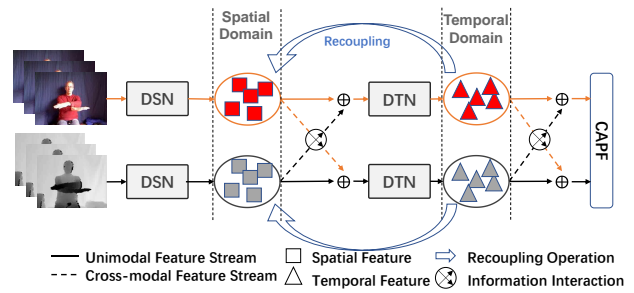 Spatial
Domain
Temporal
Domain
Recoupling
DSN
DTN
CAPF
DSN
DTN
Unimodal Feature Stream
Spatial Feature
Recoupling Operation
Cross-modal Feature Stream
Temporal Feature
Information Interaction